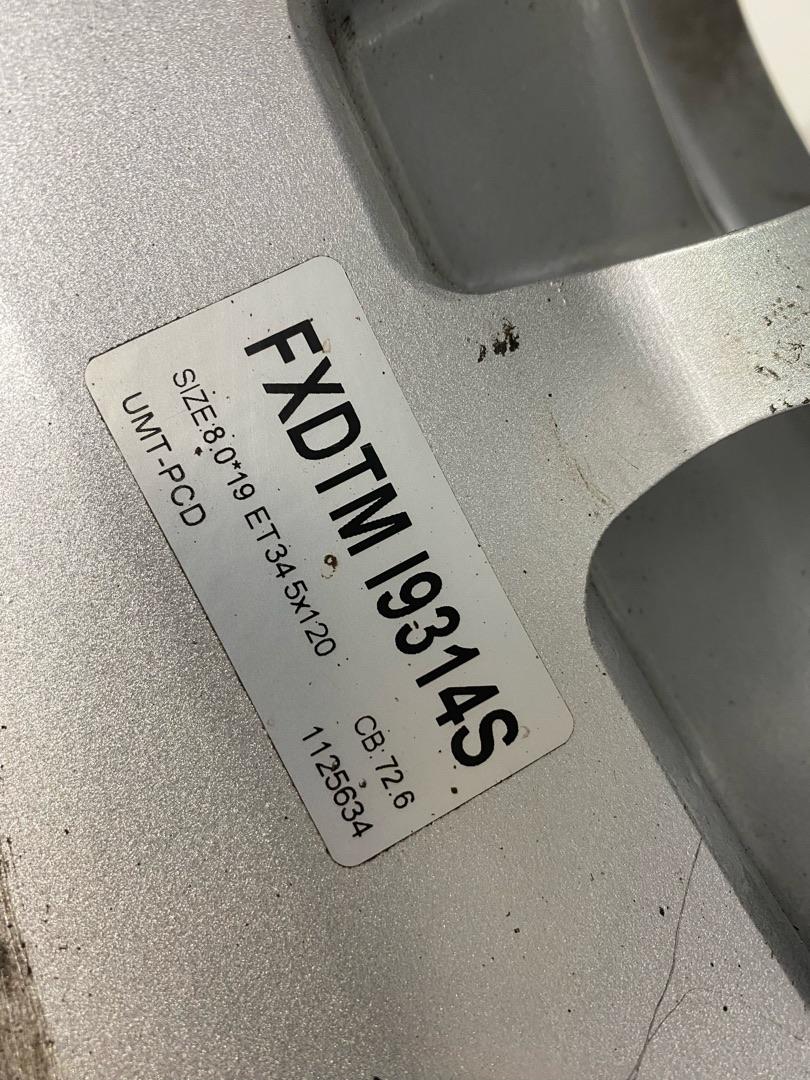 FXDTM I9314S
SIZE:8.0*19 ET34 5x120 CB:72.6
UMT-PCD 1125634